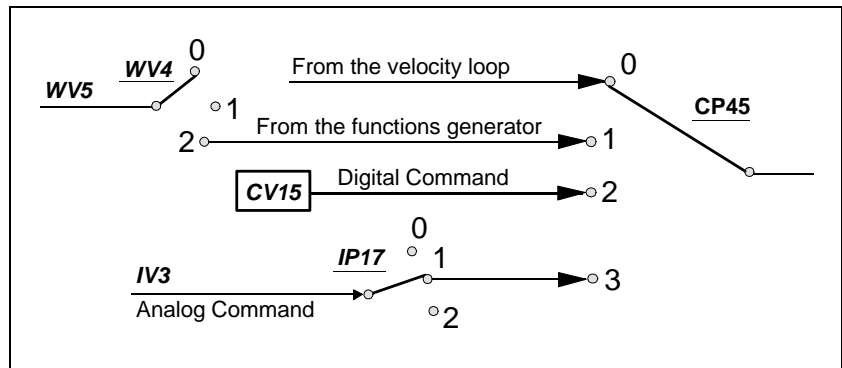 0
WV4
From the velocity loop
0
WV5
CP45
1
2
From the functions generator
1
CV15
Digital Command
2
0
IP17
1
IV3
3
Analog Command
2